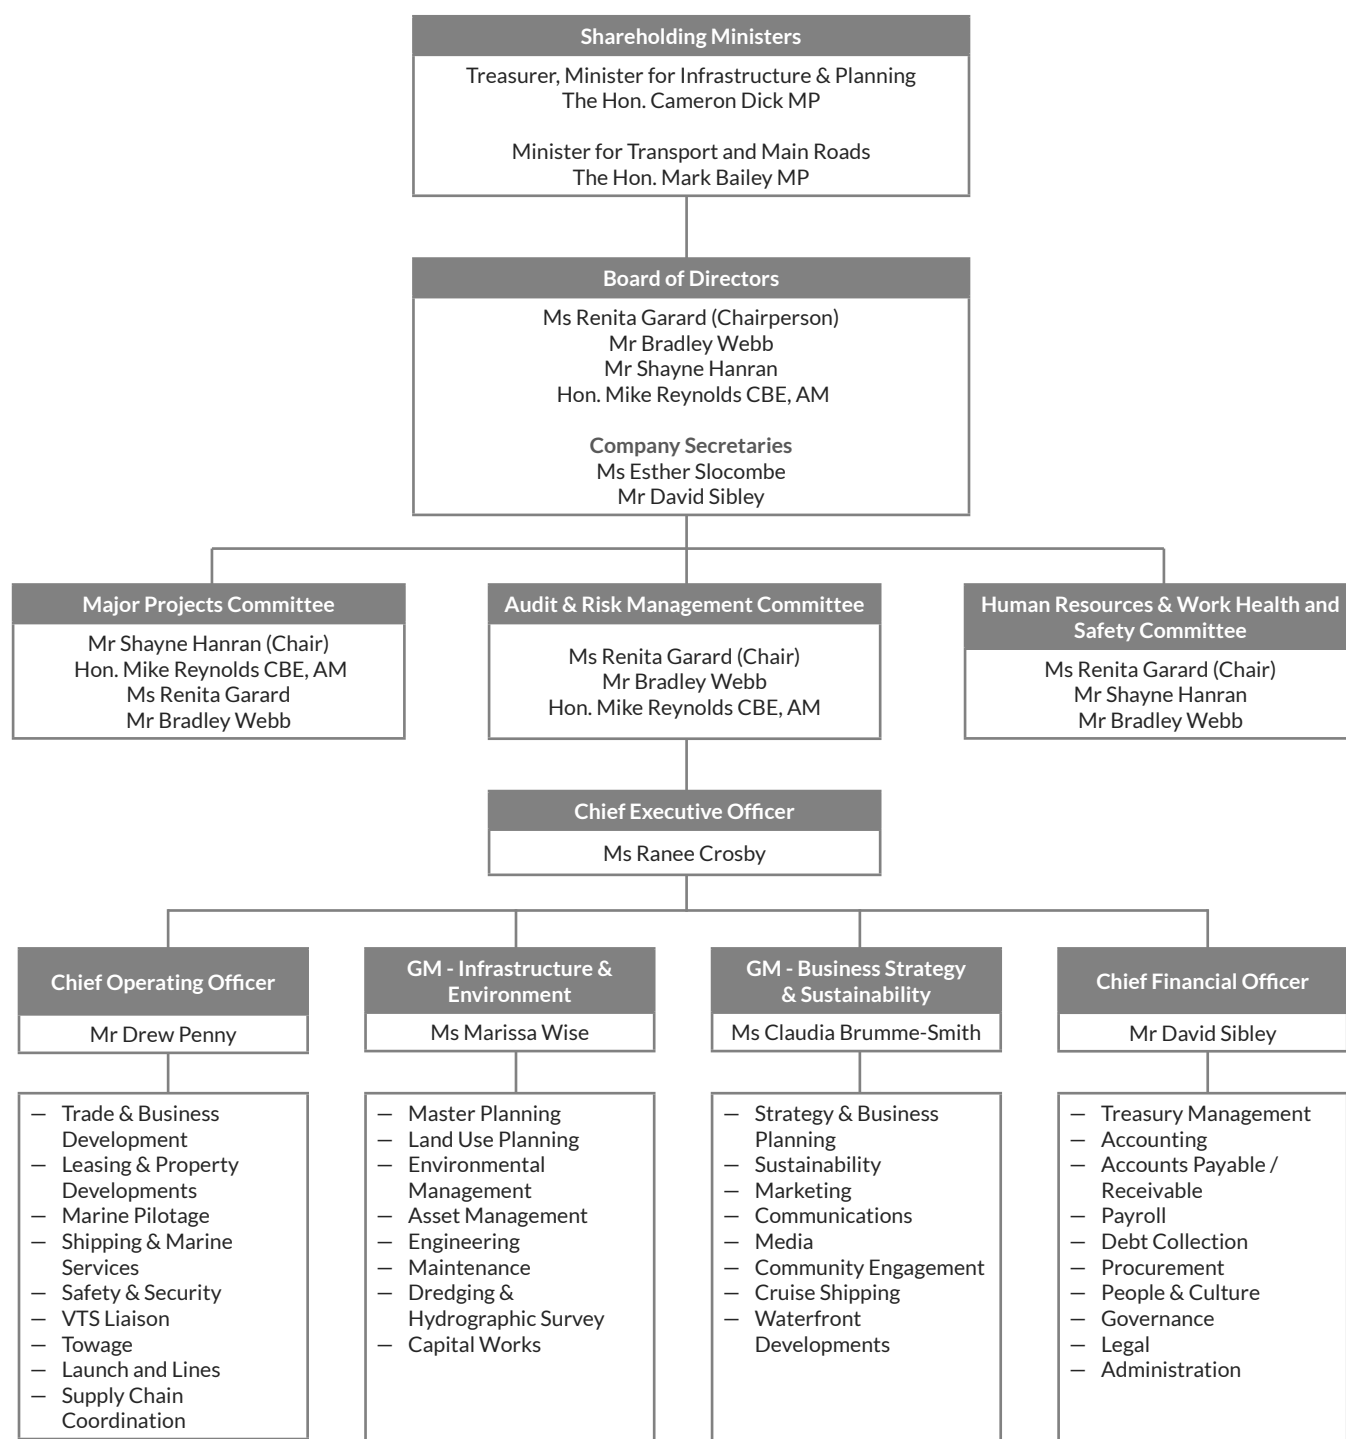 Shareholding Ministers
Treasurer, Minister for Infrastructure & Planning
The Hon. Cameron Dick MP
Minister for Transport and Main Roads
The Hon. Mark Bailey MP
Board of Directors
Ms Renita Garard (Chairperson)
Mr Bradley Webb
Mr Shayne Hanran
Hon. Mike Reynolds CBE, AM
Company Secretaries
Ms Esther Slocombe
Mr David Sibley
Major Projects Committee
Mr Shayne Hanran (Chair)
Hon. Mike Reynolds CBE, AM
Ms Renita Garard
Mr Bradley Webb
Audit & Risk Management Committee
Ms Renita Garard (Chair)
Mr Bradley Webb
Hon. Mike Reynolds CBE, AM
Human Resources & Work Health and
Safety Committee
Ms Renita Garard (Chair)
Mr Shayne Hanran
Mr Bradley Webb
Chief Executive Officer
Ms Ranee Crosby
Chief Operating Officer
Mr Drew Penny
— Trade & Business
Development
— Leasing & Property
Developments
— Marine Pilotage
— Shipping & Marine
Services
— Safety & Security
— VTS Liaison
— Towage
— Launch and Lines
— Supply Chain
Coordination
GM - Infrastructure &
Environment
Ms Marissa Wise
— Master Planning
— Land Use Planning
— Environmental
Management
— Asset Management
— Engineering
— Maintenance
— Dredging &
Hydrographic Survey
— Capital Works
GM - Business Strategy
& Sustainability
Ms Claudia Brumme-Smith
— Strategy & Business
Planning
— Sustainability
— Marketing
— Communications
— Media
— Community Engagement
— Cruise Shipping
— Waterfront
Developments
Chief Financial Officer
Mr David Sibley
— Treasury Management
— Accounting
— Accounts Payable /
Receivable
— Payroll
— Debt Collection
— Procurement
— People & Culture
— Governance
— Legal
— Administration